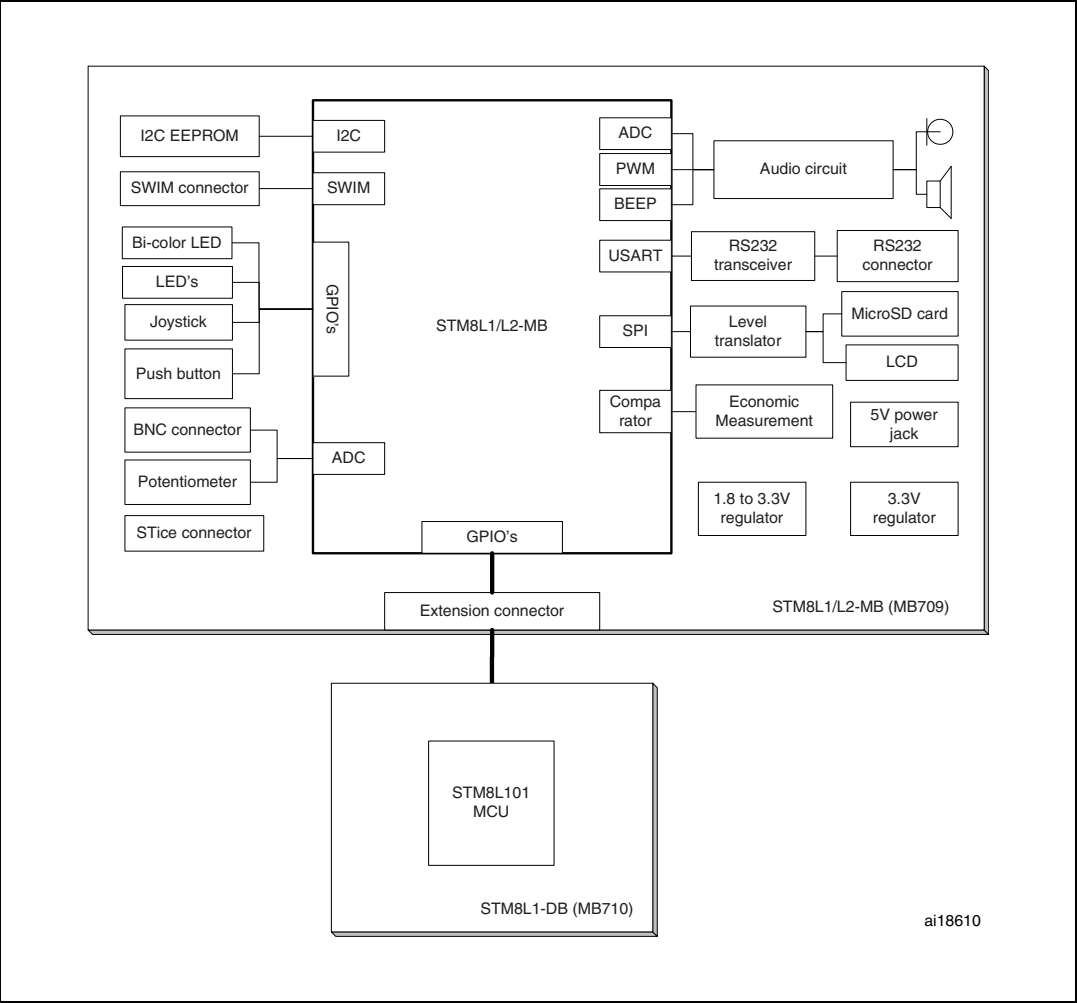 I2C EEPROM
I2C
SWIM connector
SWIM
Bi-color LED
LED's
Joystick
Push button
GPIO's
BNC connector
Potentiometer
ADC
STice connector
STM8L1/L2-MB
ADC
PWM
BEEP
Audio circuit
USART
RS232
transceiver
RS232
connector
SPI
Level
translator
MicroSD card
LCD
Compa
rator
Economic
Measurement
5V power
jack
1.8 to 3.3V
regulator
3.3V
regulator
GPIO's
Extension connector
STM8L1/L2-MB (MB709)
STM8L101
MCU
STM8L1-DB (MB710)
ai18610